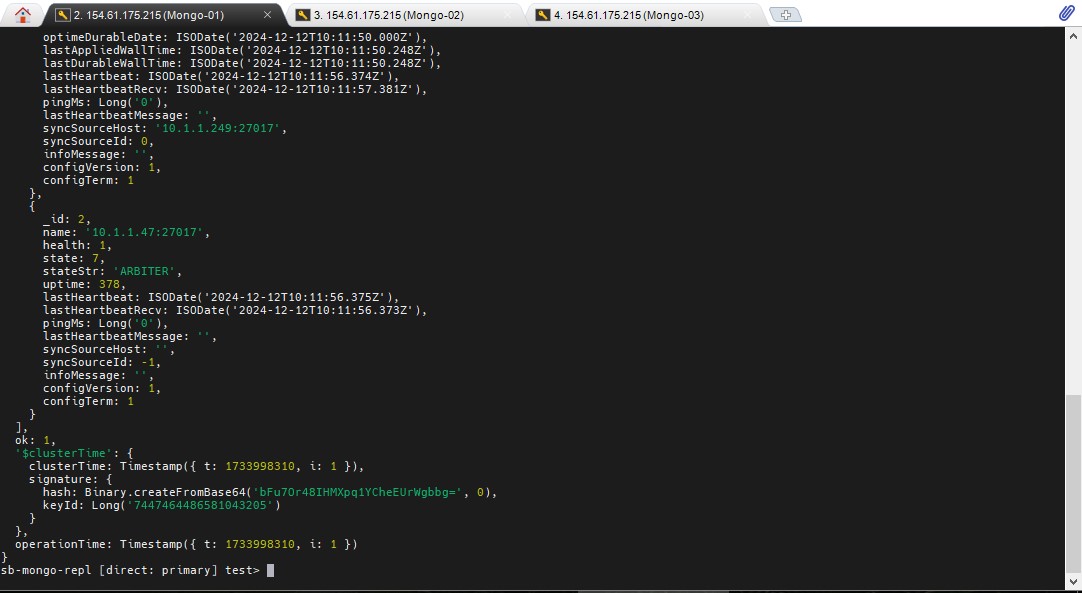 2. 154.61.175.215 (Mongo-01)
3. 154.61.175.215 (Mongo-02)
4. 154.61.175.215 (Mongo-03)
optimeDurableDate: ISODate('2024-12-12T10:11:50.000Z'),
lastAppliedWallTime: ISODate('2024-12-12T10:11:50.248Z'),
lastDurableWallTime: ISODate('2024-12-12T10:11:50.248Z'),
lastHeartbeat: ISODate('2024-12-12T10:11:56.374Z'),
lastHeartbeatRecv: ISODate('2024-12-12T10:11:57.381Z'),
pingMs: Long('0'),
lastHeartbeatMessage: '',
syncSourceHost: '10.1.1.249:27017',
syncSourceId: 0,
infoMessage: '',
configVersion: 1,
configTerm: 1
},
{
_id: 2,
name: '10.1.1.47:27017',
health: 1,
state: 7,
stateStr: 'ARBITER',
uptime: 378,
lastHeartbeat: ISODate('2024-12-12T10:11:56.375Z'),
lastHeartbeatRecv: ISODate('2024-12-12T10:11:56.373Z'),
pingMs: Long('0'),
lastHeartbeatMessage: '',
syncSourceHost: '',
syncSourceId: -1,
infoMessage: '',
configVersion: 1,
configTerm: 1
}
],
ok: 1,
'$clusterTime': {
clusterTime: Timestamp({ t: 1733998310, i: 1 }),
signature: {
hash: Binary.createFromBase64('bFu7Or48IHMXpq1YCheEUrWgbbg=', 0),
keyId: Long('7447464486581043205')
}
},
operationTime: Timestamp({ t: 1733998310, i: 1 })
}
sb-mongo-repl [direct: primary] test>